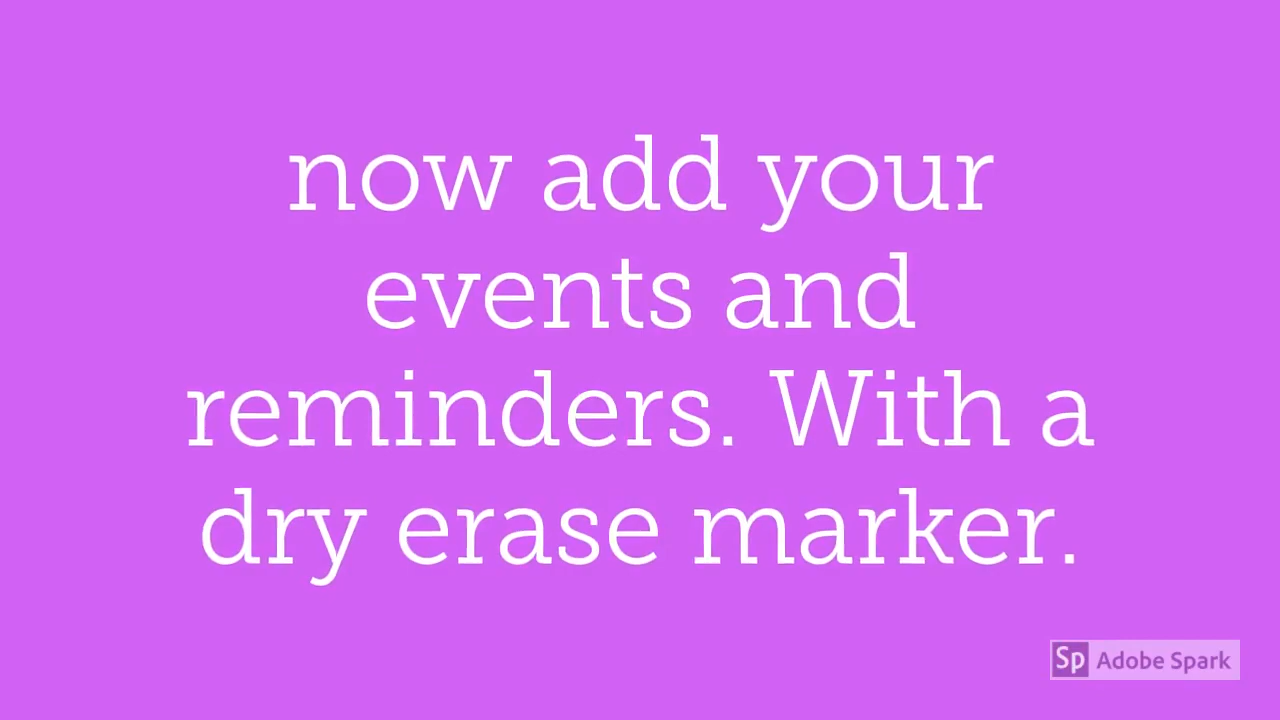 now add your
events and
reminders. With a
dry erase marker.
Sp Adobe Spark